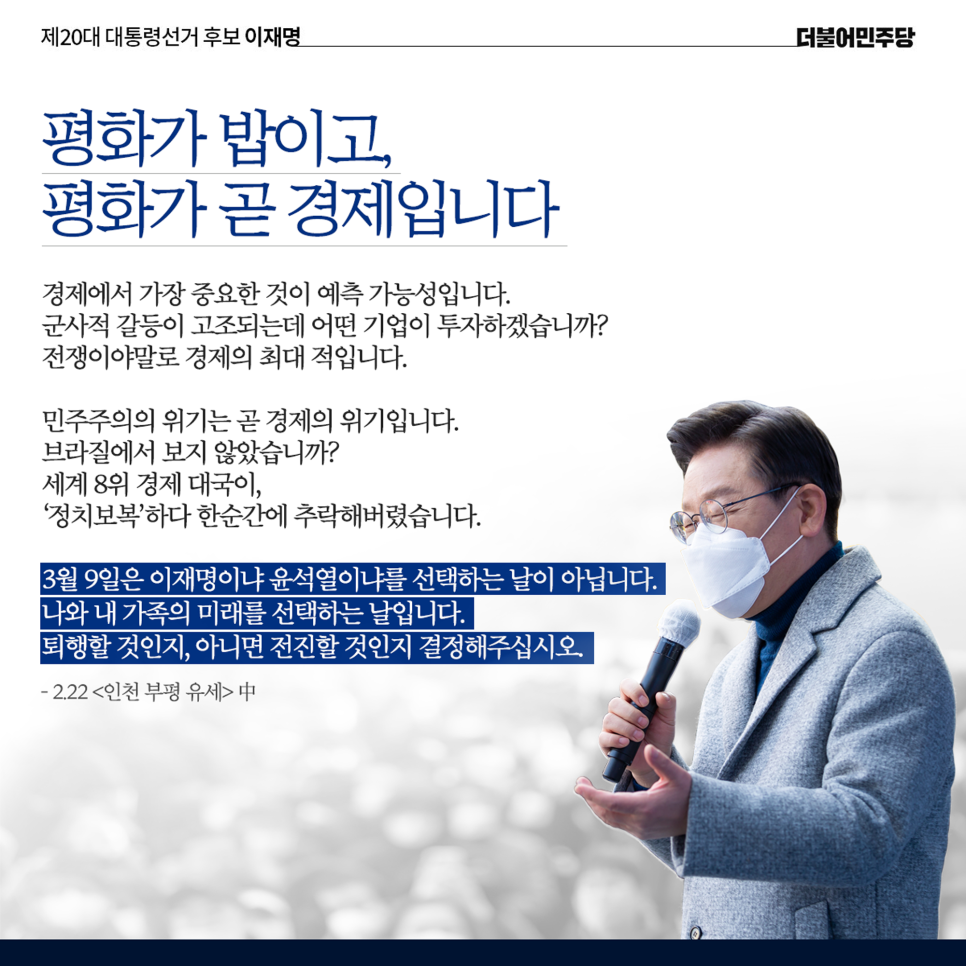 제20대 대통령선거 후보 이재명
더불어민주당
평화가 밥이고,
평화가 곧 경제입니다
경제에서 가장 중요한 것이 예측 가능성입니다.
군사적 갈등이 고조되는데 어떤 기업이 투자하겠습니까?
전쟁이야말로 경제의 최대 적입니다.
민주주의의 위기는 곧 경제의 위기입니다.
브라질에서 보지 않았습니까?
세계 8위 경제 대국이,
‘정치보복’하다 한순간에 추락해버렸습니다.
3월 9일은 이재명이냐 윤석열이냐를 선택하는 날이 아닙니다.
나와 내 가족의 미래를 선택하는 날입니다.
퇴행할 것인지, 아니면 전진할 것인지 결정해주십시오.
- 2.22 <인천 부평 유세> 中